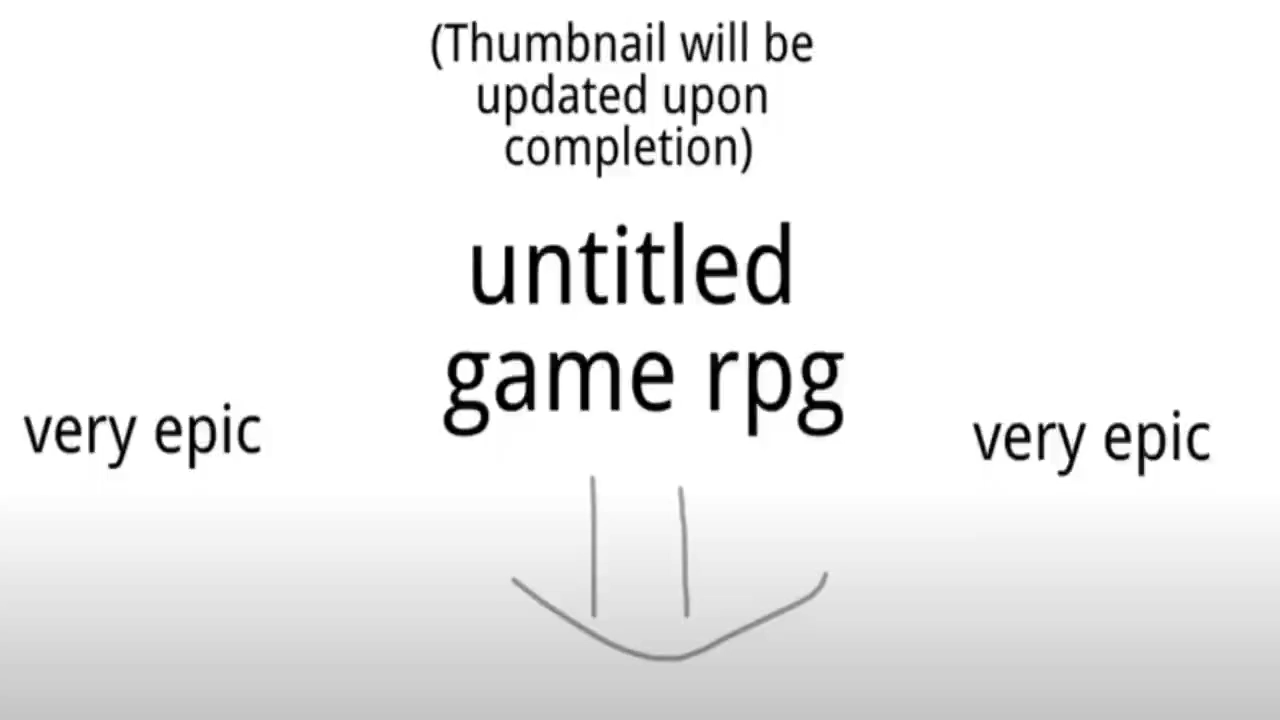 (Thumbnail will be
updated upon
completion)
untitled
game rpg
very epic
very epic